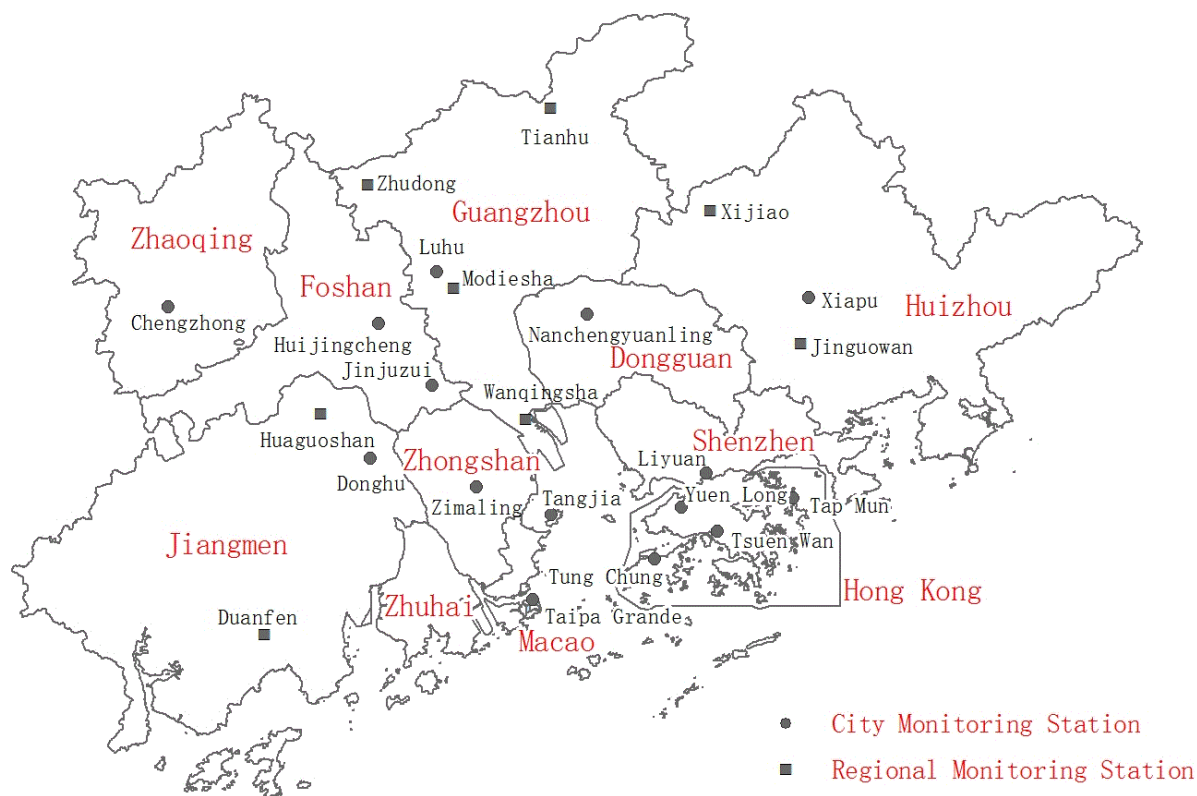 Tianhu
Zhudong
Guangzhou
Xijiao
Zhaoqing
Luhu
Modiesha
Foshan
Xiapu
Huizhou
Chengzhong
Huijingcheng
Nanchengyuanling
Dongguan
Jinguowan
Jinjuzui
Wanqingsha
Huaguoshan
Shenzhen
Donghu
Zhongshan
Liyuan
Zimaling
Tangjia
Yuen Long
Tap Mun
Tsuen Wan
Jiangmen
Tung Chung
Hong Kong
Zhuhai
Duanfen
Taipa Grande
Macao
City Monitoring Station
Regional Monitoring Station